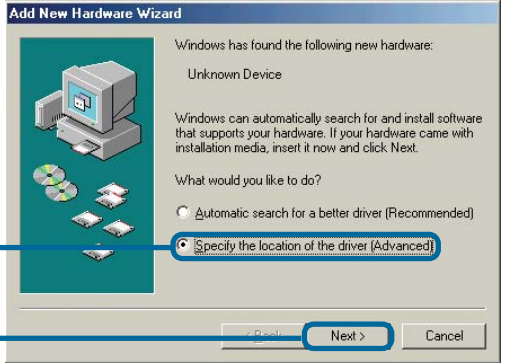 Add New Hardware Wizard
Windows has found the following new hardware:
Unknown Device
Windows can automatically search for and install software
that supports your hardware. If your hardware came with
installation media, insert it now and click Next.
What would you like to do?
Automatic search for a better driver (Recommended)
Specify the location of the driver (Advanced)
< Back
Next >
Cancel